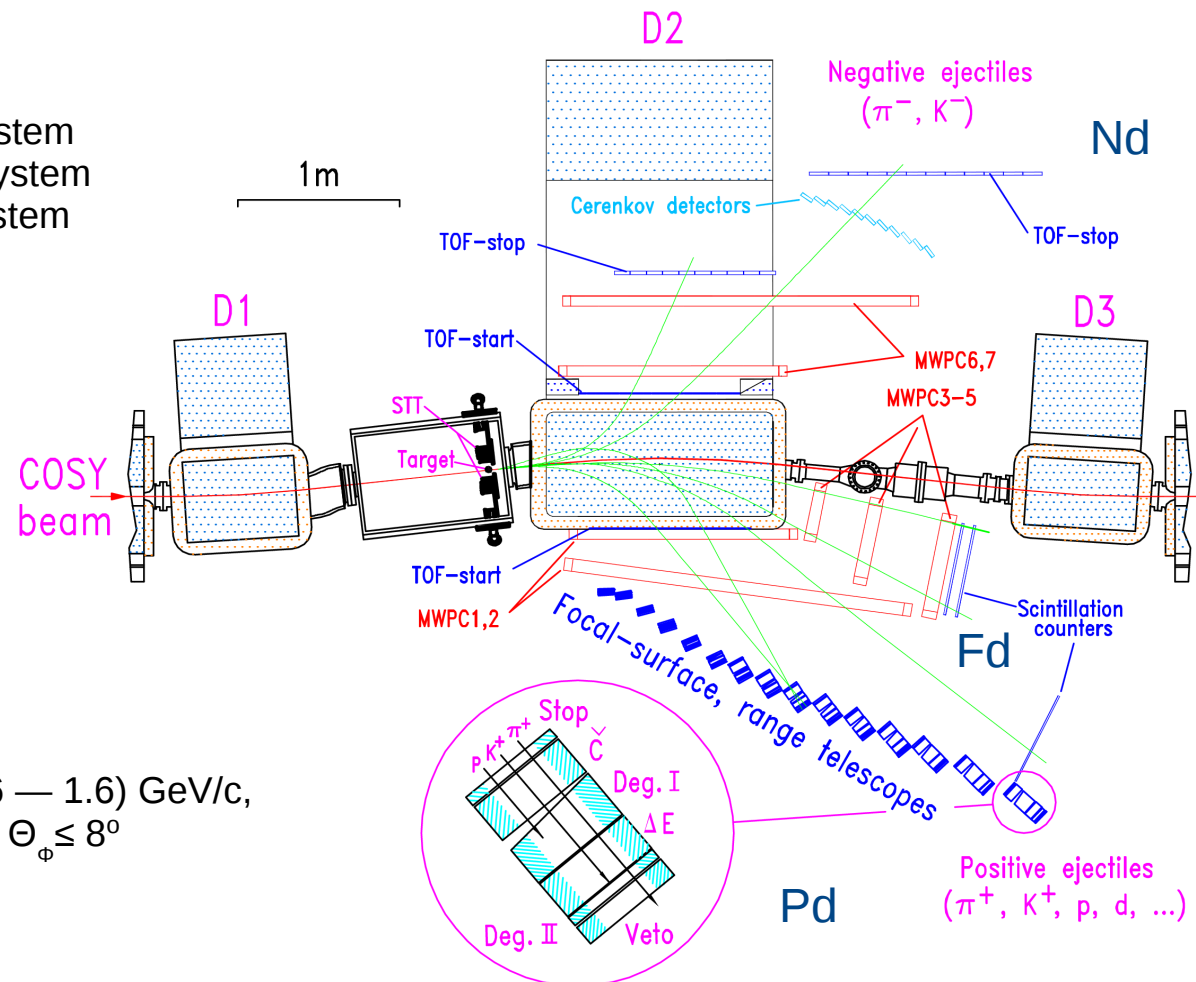 D2
Negative ejectiles
(π⁻, K⁻)
Nd
stem
ystem
stem
1m
Cerenkov detectors
TOF-stop
TOF-stop
D1
D3
TOF-start
MWPC6,7
MWPC3-5
STT
Target
COSY
beam
TOF-start
MWPC1,2
Scintillation
counters
Fd
Focal-surface, range telescopes
Stop
p K⁺ π⁺
Č
Deg. I
ΔE
Deg. II
Veto
— 1.6) GeV/c,
Θ_Φ ≤ 8º
Pd
Positive ejectiles
(π⁺, K⁺, p, d, ...)